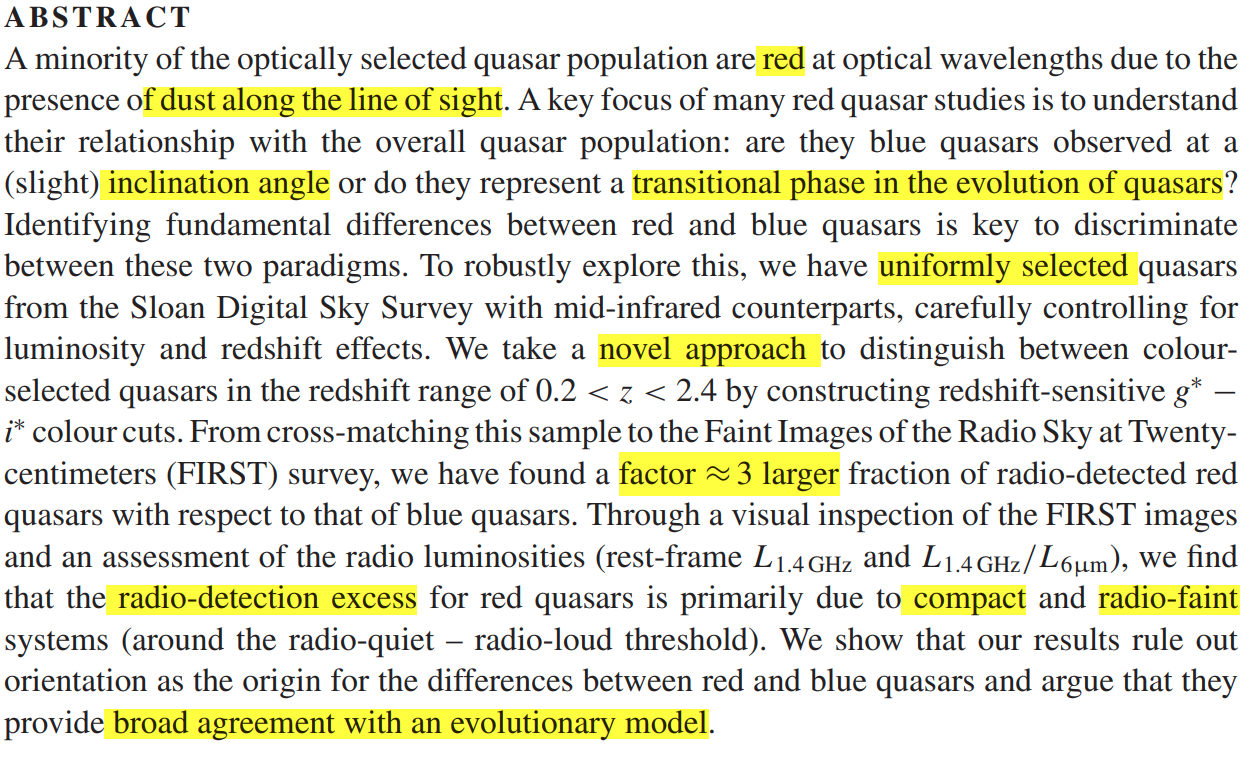 ABSTRACT
A minority of the optically selected quasar population are red at optical wavelengths due to the
presence of dust along the line of sight. A key focus of many red quasar studies is to understand
their relationship with the overall quasar population: are they blue quasars observed at a
(slight) inclination angle or do they represent a transitional phase in the evolution of quasars?
Identifying fundamental differences between red and blue quasars is key to discriminate
between these two paradigms. To robustly explore this, we have uniformly selected quasars
from the Sloan Digital Sky Survey with mid-infrared counterparts, carefully controlling for
luminosity and redshift effects. We take a novel approach to distinguish between colour-
selected quasars in the redshift range of 0.2 < z < 2.4 by constructing redshift-sensitive g* −
i* colour cuts. From cross-matching this sample to the Faint Images of the Radio Sky at Twenty-
centimeters (FIRST) survey, we have found a factor ≈ 3 larger fraction of radio-detected red
quasars with respect to that of blue quasars. Through a visual inspection of the FIRST images
and an assessment of the radio luminosities (rest-frame L1.4 GHz and L1.4 GHz/L6μm), we find
that the radio-detection excess for red quasars is primarily due to compact and radio-faint
systems (around the radio-quiet – radio-loud threshold). We show that our results rule out
orientation as the origin for the differences between red and blue quasars and argue that they
provide broad agreement with an evolutionary model.